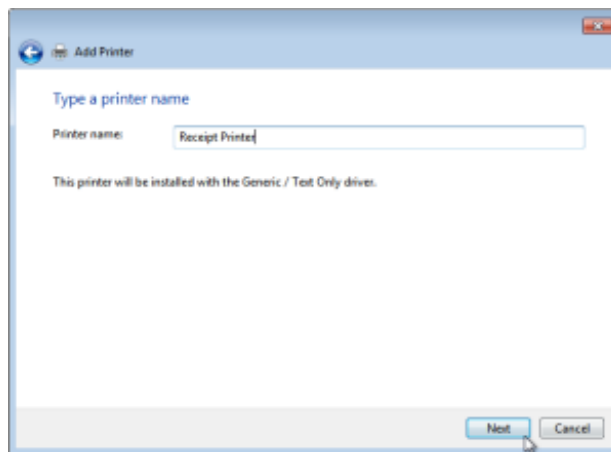 Add Printer
Type a printer name
Printer name: Receipt Printer
This printer will be installed with the Generic / Text Only driver.
Next Cancel